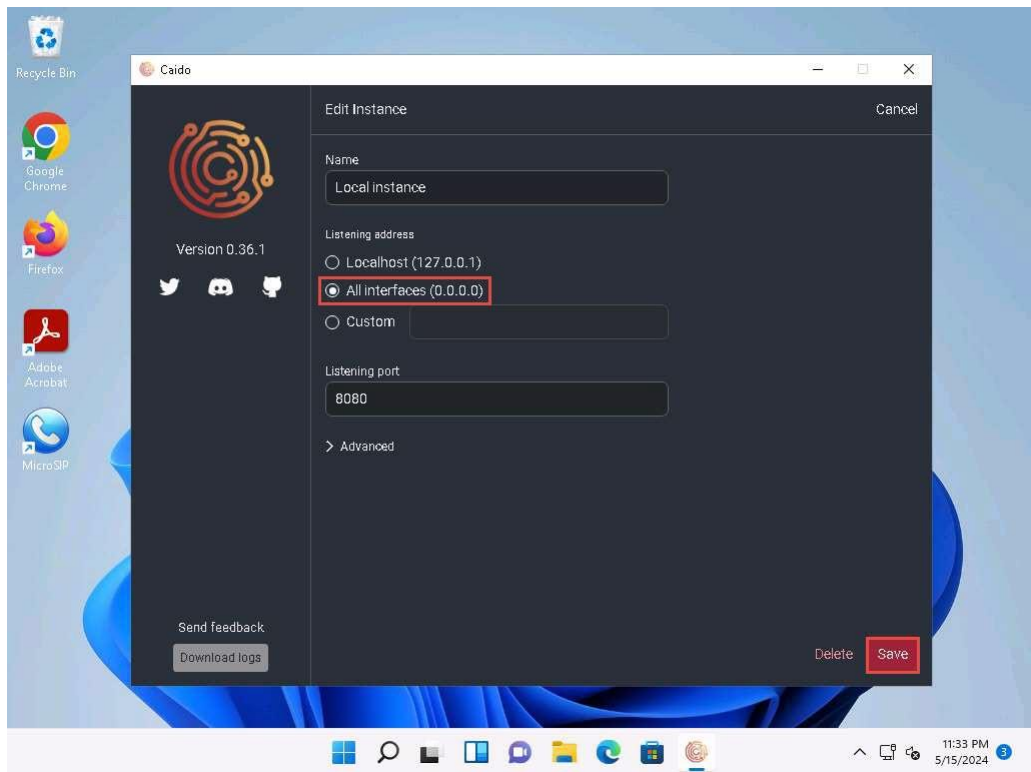 Recycle Bin
Google
Chrome
Firefox
Adobe
Acrobat
MicroSIP
Caido
Version 0.36.1
Send feedback
Download logs
Edit Instance
Cancel
Name
Local instance
Listening address
Localhost (127.0.0.1)
All interfaces (0.0.0.0)
Custom
Listening port
8080
Advanced
Delete
Save
11:33 PM
5/15/2024
3